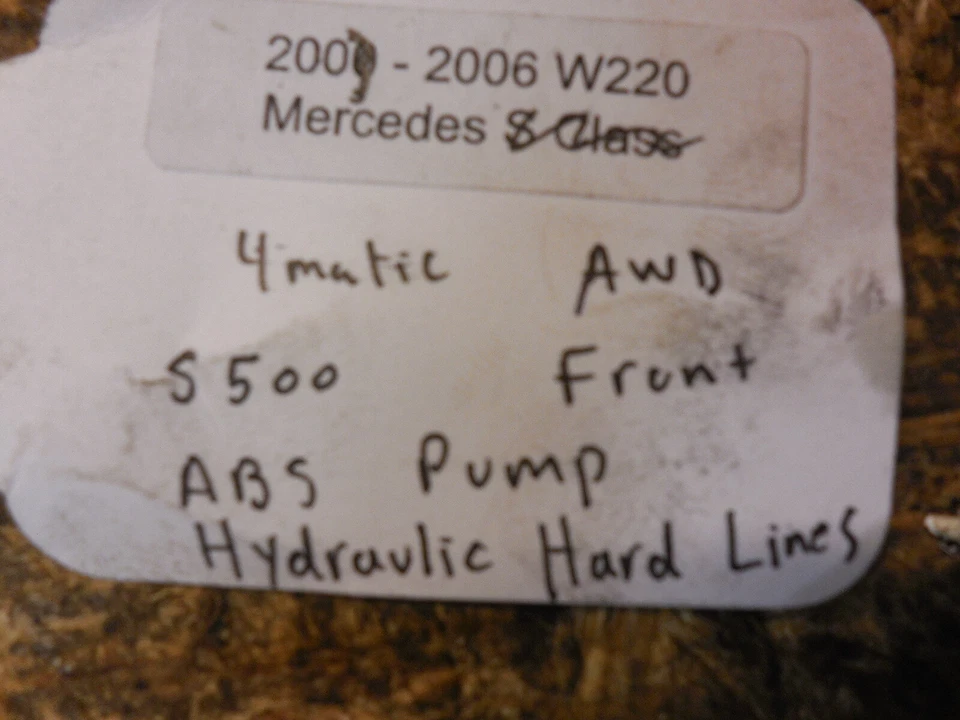 - 2006 W220
Mercedes S Class
4matic AWD
S500 Front
ABS Pump
Hydraulic Hard Lines